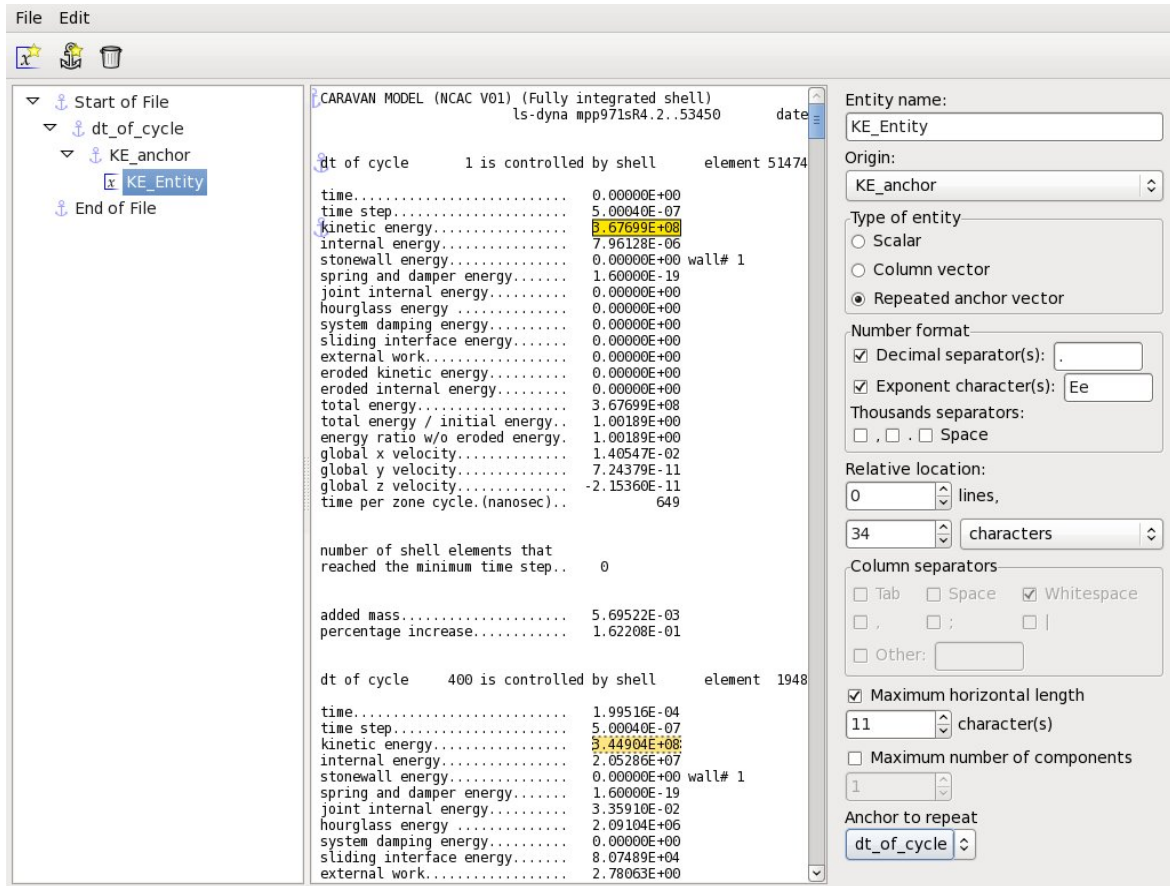 File Edit
Start of File
dt_of_cycle
KE_anchor
x KE_Entity
End of File
CARAVAN MODEL (NCAC V01) (Fully integrated shell)
ls-dyna mpp971sR4.2..53450 date
dt of cycle 1 is controlled by shell element 51474
time........................... 0.00000E+00
time step...................... 5.00040E-07
kinetic energy................. 3.67699E+08
internal energy................ 7.96128E-06
stonewall energy............... 0.00000E+00 wall# 1
spring and damper energy....... 1.60000E-19
joint internal energy.......... 0.00000E+00
hourglass energy .............. 0.00000E+00
system damping energy.......... 0.00000E+00
sliding interface energy....... 0.00000E+00
external work.................. 0.00000E+00
eroded kinetic energy.......... 0.00000E+00
eroded internal energy......... 0.00000E+00
total energy................... 3.67699E+08
total energy / initial energy.. 1.00189E+00
energy ratio w/o eroded energy. 1.00189E+00
global x velocity.............. 1.40547E-02
global y velocity.............. 7.24379E-11
global z velocity.............. -2.15360E-11
time per zone cycle.(nanosec).. 649
number of shell elements that
reached the minimum time step.. 0
added mass..................... 5.69522E-03
percentage increase............ 1.62208E-01
dt of cycle 400 is controlled by shell element 1948
time........................... 1.99516E-04
time step...................... 5.00040E-07
kinetic energy................. 3.44904E+08
internal energy................ 2.05286E+07
stonewall energy............... 0.00000E+00 wall# 1
spring and damper energy....... 1.60000E-19
joint internal energy.......... 3.35910E-02
hourglass energy .............. 2.09104E+06
system damping energy.......... 0.00000E+00
sliding interface energy....... 8.07489E+04
external work.................. 2.78063E+00
Entity name:
KE_Entity
Origin:
KE_anchor
Type of entity
Scalar
Column vector
Repeated anchor vector
Number format
Decimal separator(s): .
Exponent character(s): Ee
Thousands separators:
, . Space
Relative location:
0 lines,
34 characters
Column separators
Tab Space Whitespace
, ; |
Other:
Maximum horizontal length
11 character(s)
Maximum number of components
1
Anchor to repeat
dt_of_cycle